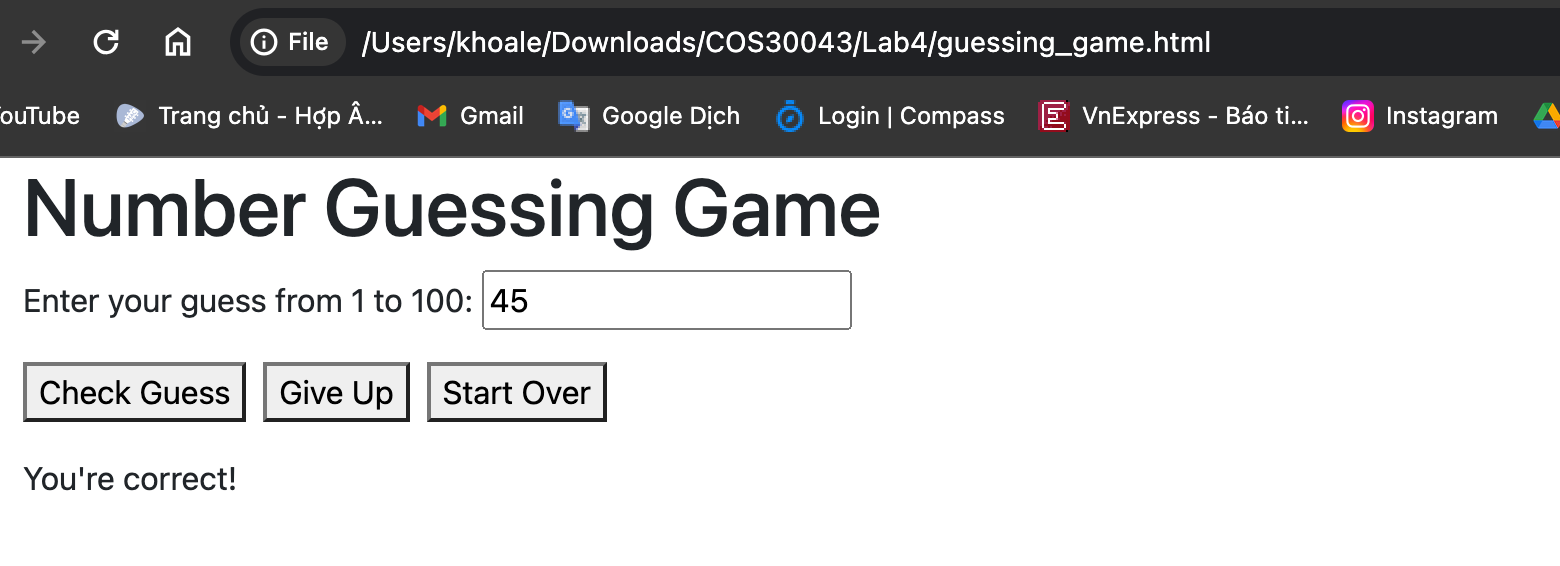 File /Users/khoale/Downloads/COS30043/Lab4/guessing_game.html
ouTube Trang chủ - Hợp Â... Gmail Google Dịch Login | Compass VnExpress - Báo ti... Instagram
Number Guessing Game
Enter your guess from 1 to 100: 45
Check Guess Give Up Start Over
You're correct!